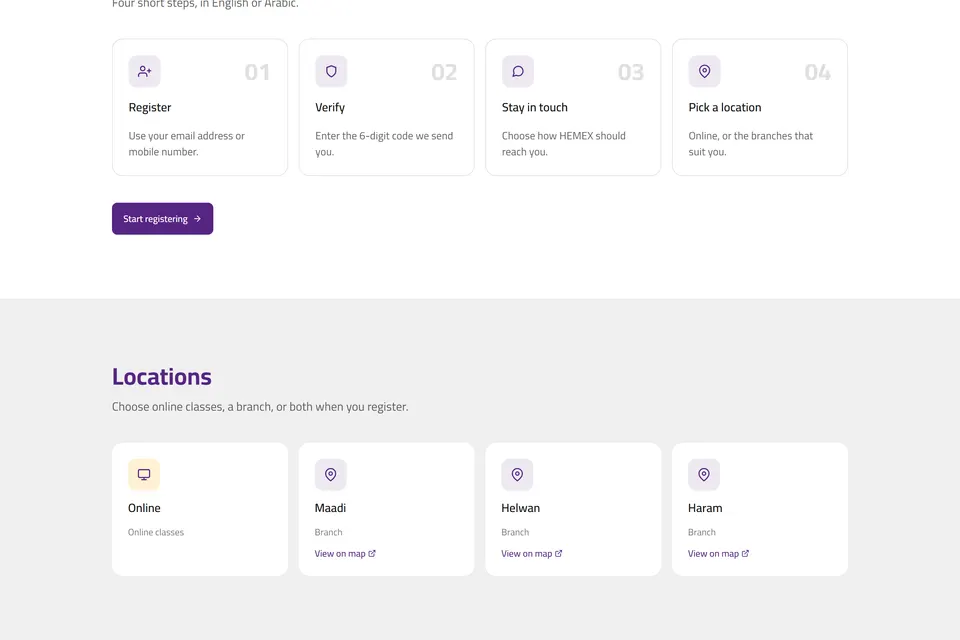 Four short steps, in English or Arabic.
01
Register
Use your email address or
mobile number.
02
Verify
Enter the 6-digit code we send
you.
03
Stay in touch
Choose how HEMEX should
reach you.
04
Pick a location
Online, or the branches that
suit you.
Start registering
Locations
Choose online classes, a branch, or both when you register.
Online
Online classes
Maadi
Branch
View on map
Helwan
Branch
View on map
Haram
Branch
View on map